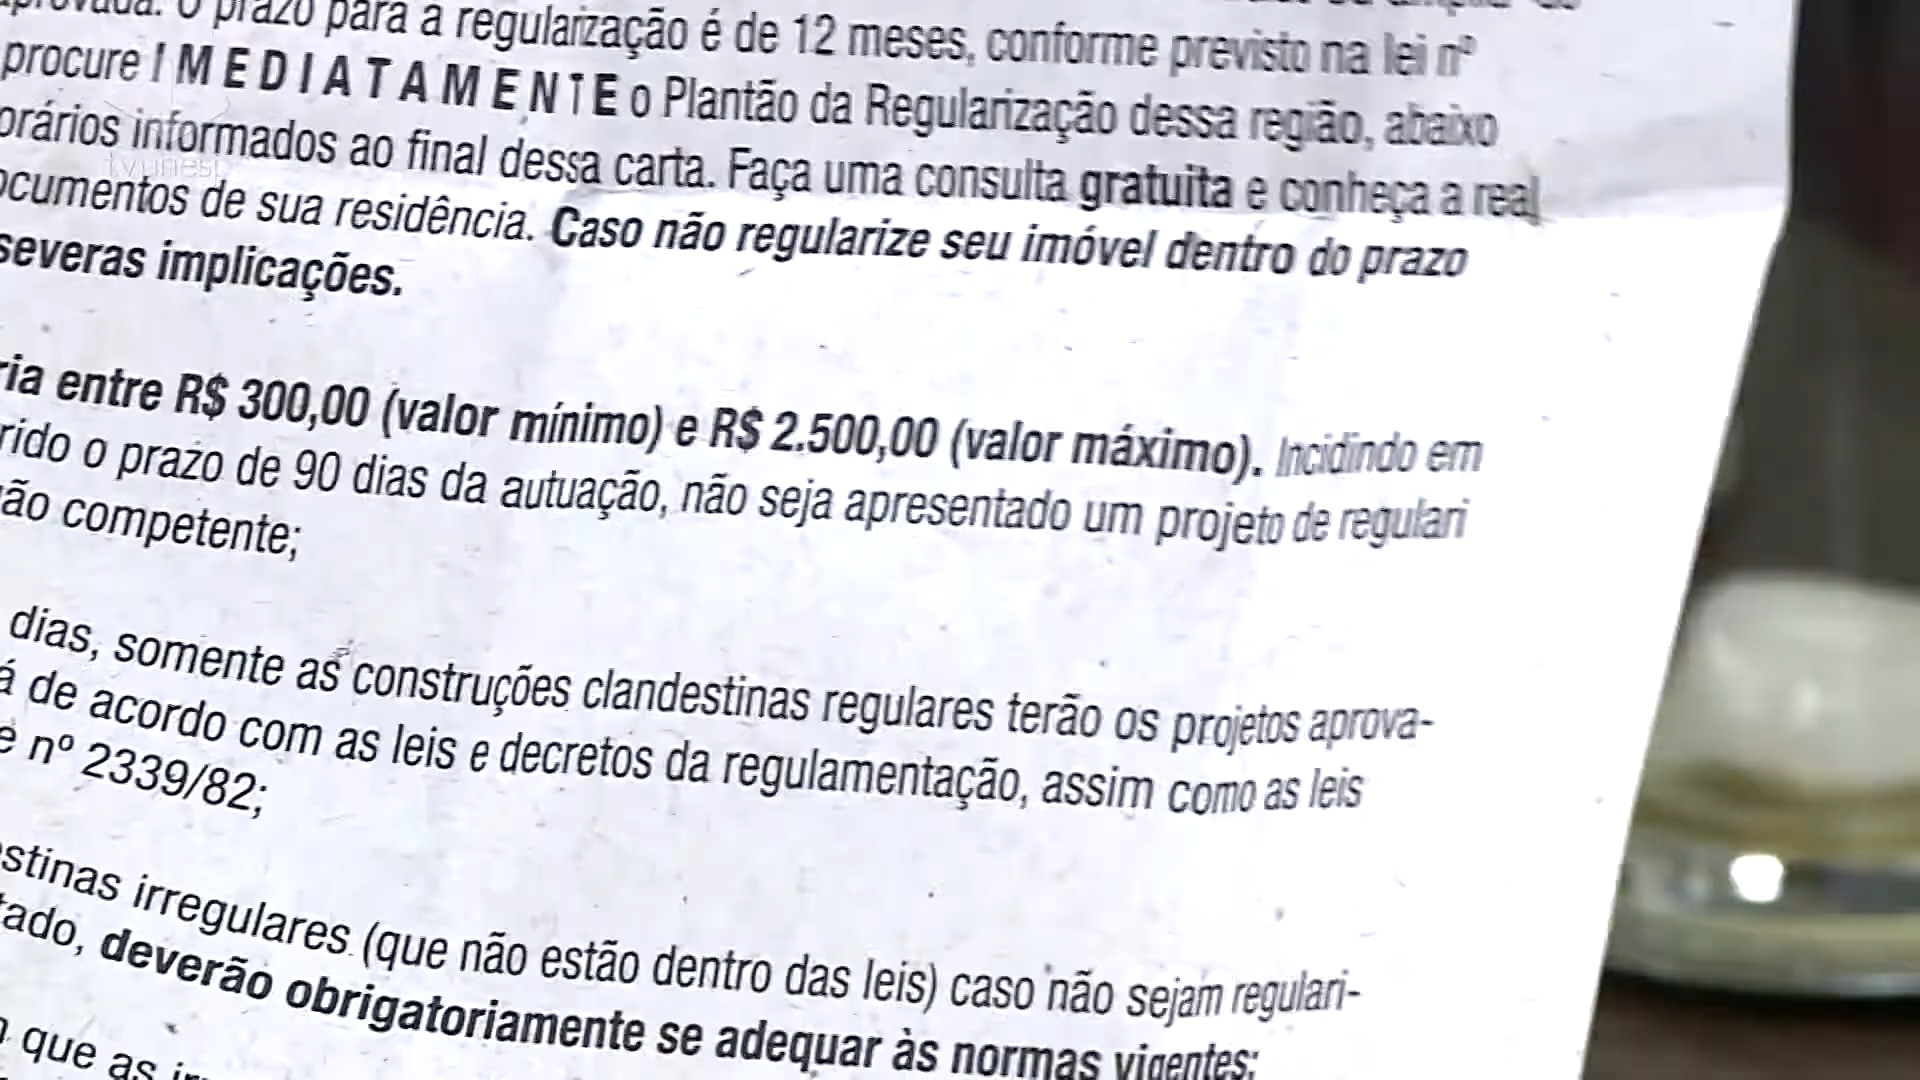 provada. O prazo para a regularização é de 12 meses, conforme previsto na lei nº
procure IMEDIATAMENTE o Plantão da Regularização dessa região, abaixo
orários informados ao final dessa carta. Faça uma consulta gratuita e conheça a real
tvunesp
ocumentos de sua residência. Caso não regularize seu imóvel dentro do prazo
severas implicações.
ria entre R$ 300,00 (valor mínimo) e R$ 2.500,00 (valor máximo). Incidindo em
rido o prazo de 90 dias da autuação, não seja apresentado um projeto de regulari
ão competente;
dias, somente as construções clandestinas regulares terão os projetos aprova-
á de acordo com as leis e decretos da regulamentação, assim como as leis
e nº 2339/82;
stinas irregulares (que não estão dentro das leis) caso não sejam regulari-
tado, deverão obrigatoriamente se adequar às normas vigentes;
que as